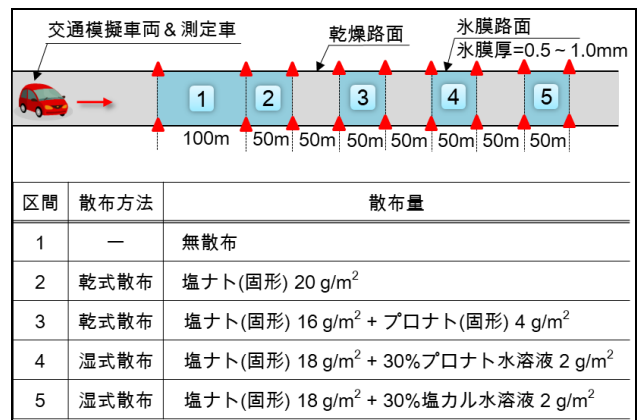 交通模擬車両＆測定車
乾燥路面
氷膜路面
氷膜厚=0.5～1.0mm
1 2 3 4 5
100m 50m 50m 50m 50m 50m 50m 50m
区間 散布方法 散布量
1 － 無散布
2 乾式散布 塩ナト(固形) 20 g/m²
3 乾式散布 塩ナト(固形) 16 g/m² + プロナト(固形) 4 g/m²
4 湿式散布 塩ナト(固形) 18 g/m² + 30%プロナト水溶液 2 g/m²
5 湿式散布 塩ナト(固形) 18 g/m² + 30%塩カル水溶液 2 g/m²